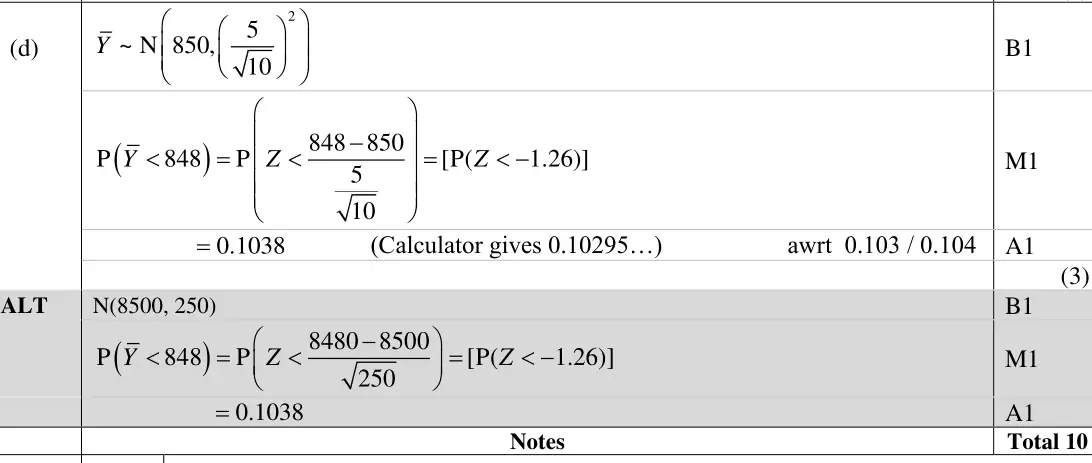 (d) Ȳ ~ N(850, (5/√10)²) B1
P(Ȳ < 848) = P(Z < (848 − 850)/(5/√10)) = [P(Z < −1.26)] M1
= 0.1038 (Calculator gives 0.10295…) awrt 0.103 / 0.104 A1
(3)
ALT N(8500, 250) B1
P(Ȳ < 848) = P(Z < (8480 − 8500)/√250) = [P(Z < −1.26)] M1
= 0.1038 A1
Notes Total 10